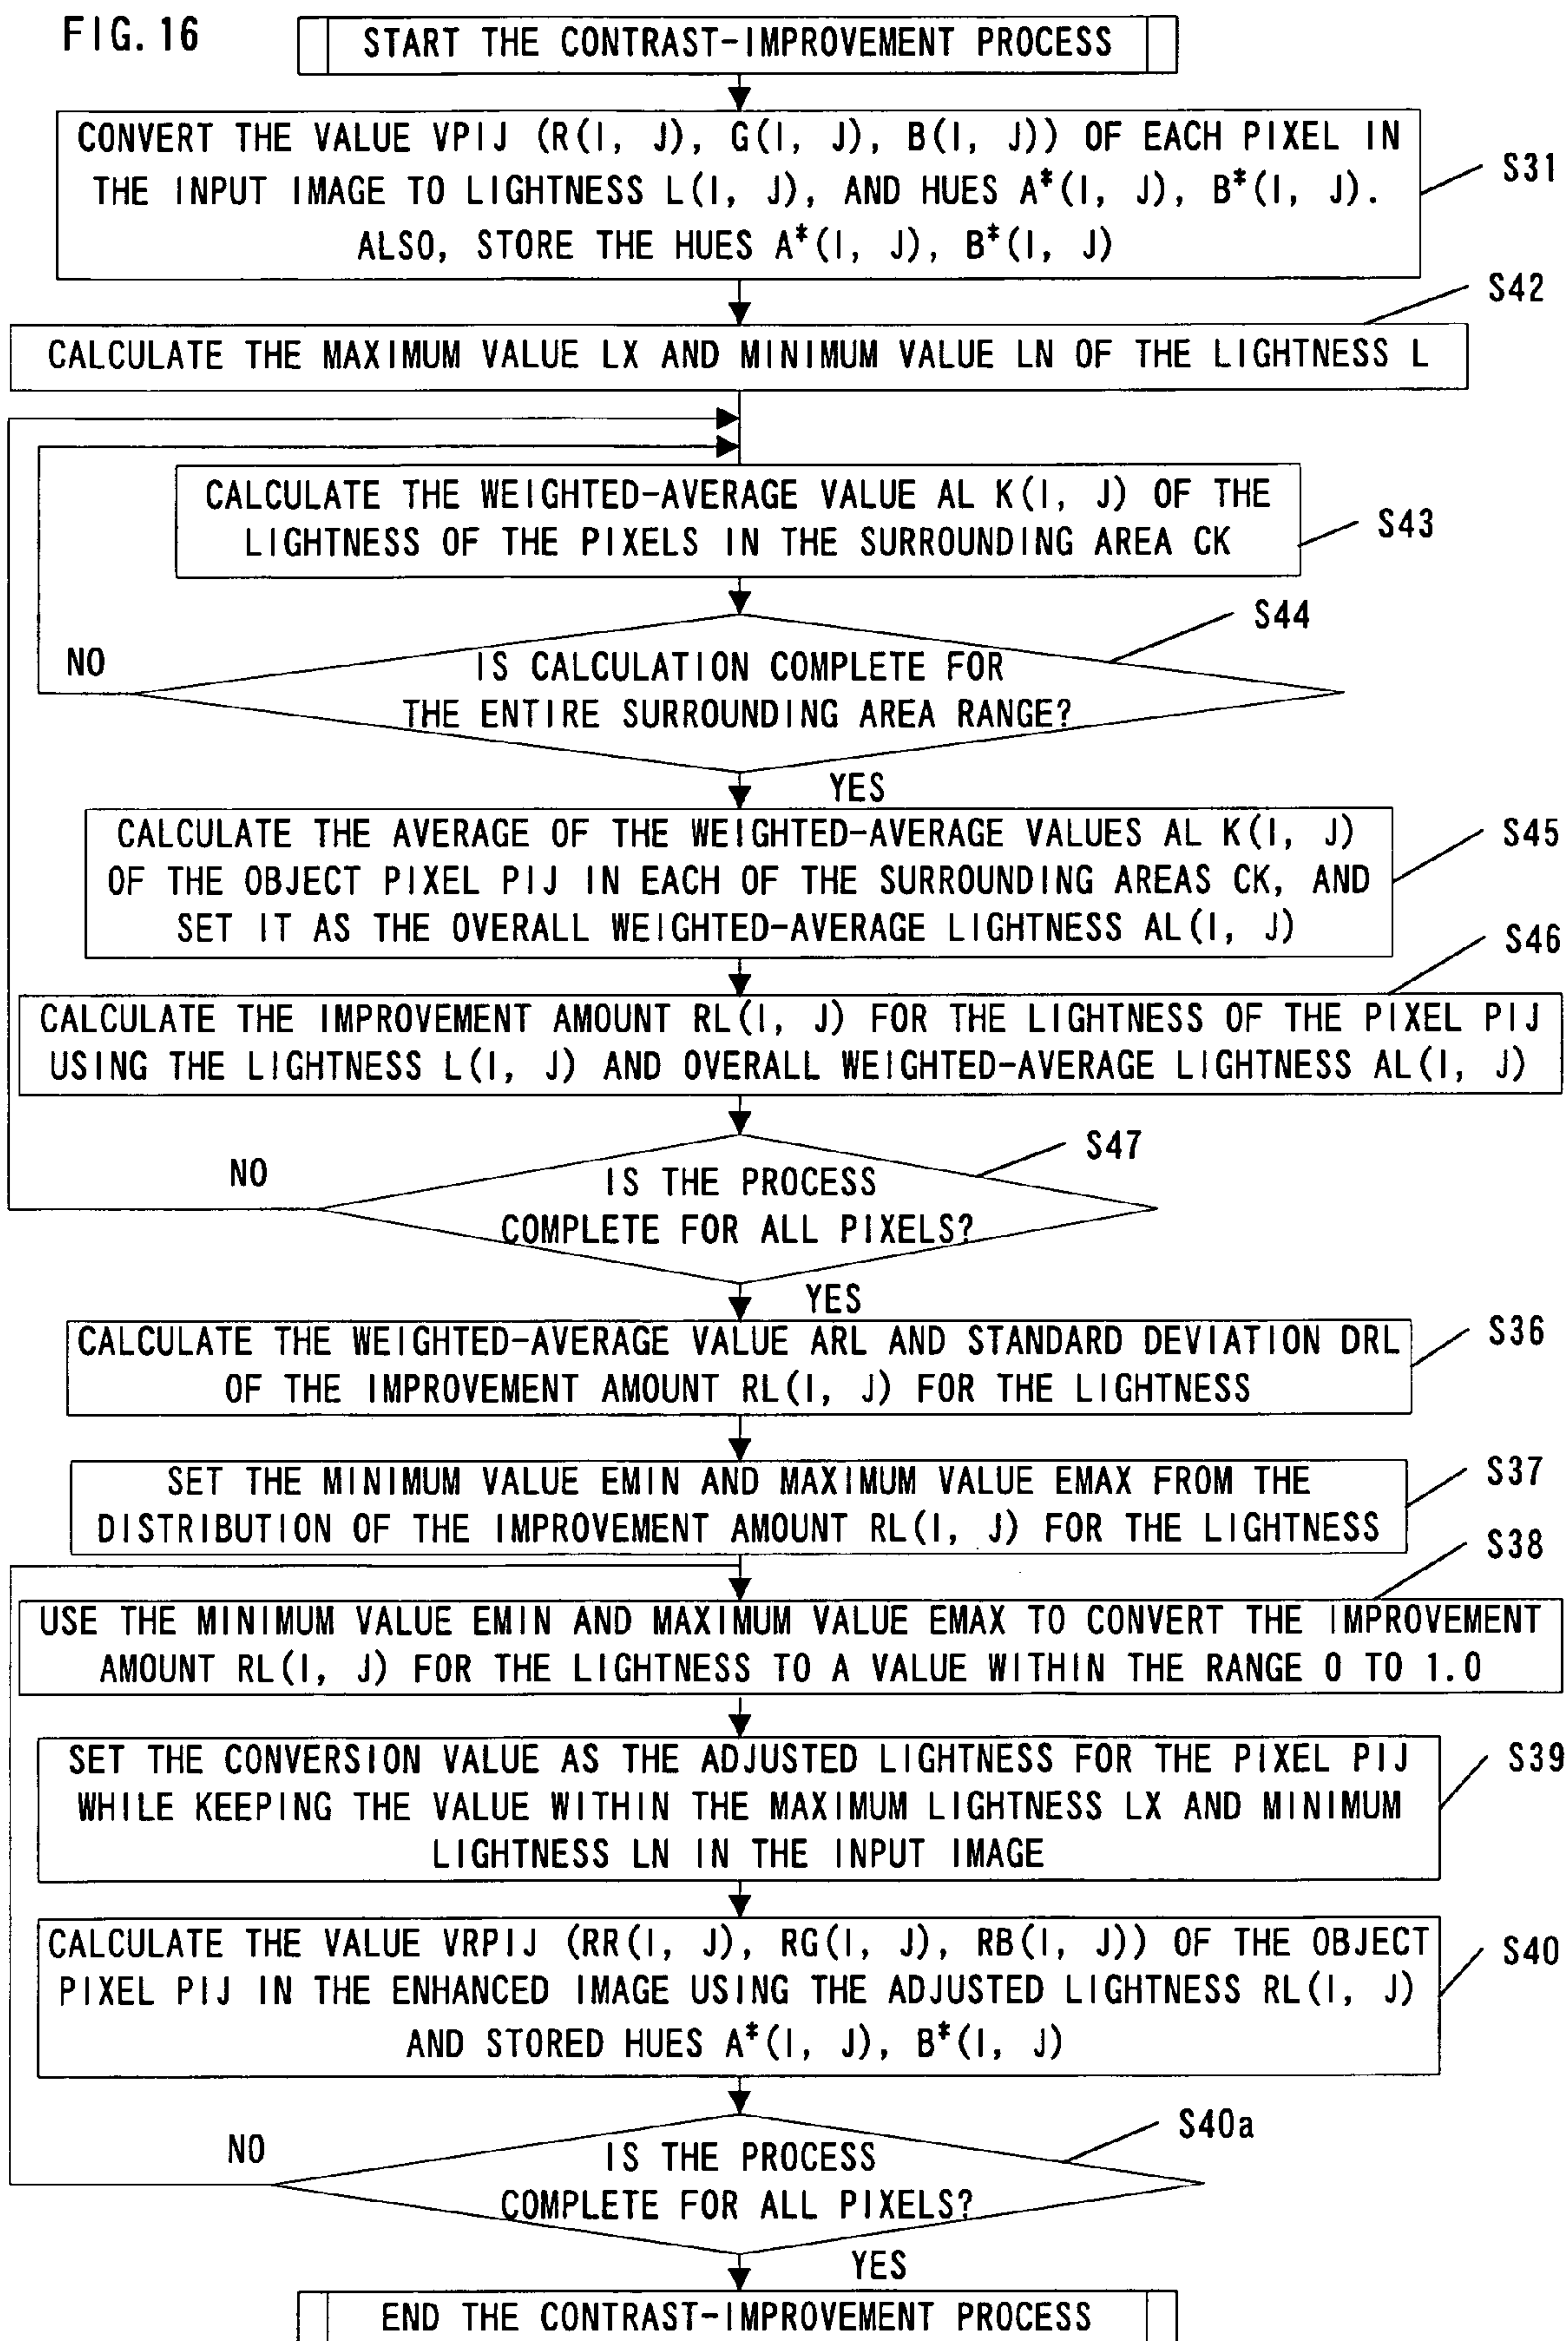 FIG. 16
START THE CONTRAST-IMPROVEMENT PROCESS
CONVERT THE VALUE VPIJ (R(I, J), G(I, J), B(I, J)) OF EACH PIXEL IN
THE INPUT IMAGE TO LIGHTNESS L(I, J), AND HUES A*(I, J), B*(I, J).
ALSO, STORE THE HUES A*(I, J), B*(I, J)
S31
S42
CALCULATE THE MAXIMUM VALUE LX AND MINIMUM VALUE LN OF THE LIGHTNESS L
CALCULATE THE WEIGHTED-AVERAGE VALUE AL K(I, J) OF THE
LIGHTNESS OF THE PIXELS IN THE SURROUNDING AREA CK
S43
S44
NO
IS CALCULATION COMPLETE FOR
THE ENTIRE SURROUNDING AREA RANGE?
YES
CALCULATE THE AVERAGE OF THE WEIGHTED-AVERAGE VALUES AL K(I, J)
OF THE OBJECT PIXEL PIJ IN EACH OF THE SURROUNDING AREAS CK, AND
SET IT AS THE OVERALL WEIGHTED-AVERAGE LIGHTNESS AL(I, J)
S45
S46
CALCULATE THE IMPROVEMENT AMOUNT RL(I, J) FOR THE LIGHTNESS OF THE PIXEL PIJ
USING THE LIGHTNESS L(I, J) AND OVERALL WEIGHTED-AVERAGE LIGHTNESS AL(I, J)
S47
NO
IS THE PROCESS
COMPLETE FOR ALL PIXELS?
YES
CALCULATE THE WEIGHTED-AVERAGE VALUE ARL AND STANDARD DEVIATION DRL
OF THE IMPROVEMENT AMOUNT RL(I, J) FOR THE LIGHTNESS
S36
SET THE MINIMUM VALUE EMIN AND MAXIMUM VALUE EMAX FROM THE
DISTRIBUTION OF THE IMPROVEMENT AMOUNT RL(I, J) FOR THE LIGHTNESS
S37
S38
USE THE MINIMUM VALUE EMIN AND MAXIMUM VALUE EMAX TO CONVERT THE IMPROVEMENT
AMOUNT RL(I, J) FOR THE LIGHTNESS TO A VALUE WITHIN THE RANGE 0 TO 1.0
SET THE CONVERSION VALUE AS THE ADJUSTED LIGHTNESS FOR THE PIXEL PIJ
WHILE KEEPING THE VALUE WITHIN THE MAXIMUM LIGHTNESS LX AND MINIMUM
LIGHTNESS LN IN THE INPUT IMAGE
S39
CALCULATE THE VALUE VRPIJ (RR(I, J), RG(I, J), RB(I, J)) OF THE OBJECT
PIXEL PIJ IN THE ENHANCED IMAGE USING THE ADJUSTED LIGHTNESS RL(I, J)
AND STORED HUES A*(I, J), B*(I, J)
S40
S40a
NO
IS THE PROCESS
COMPLETE FOR ALL PIXELS?
YES
END THE CONTRAST-IMPROVEMENT PROCESS